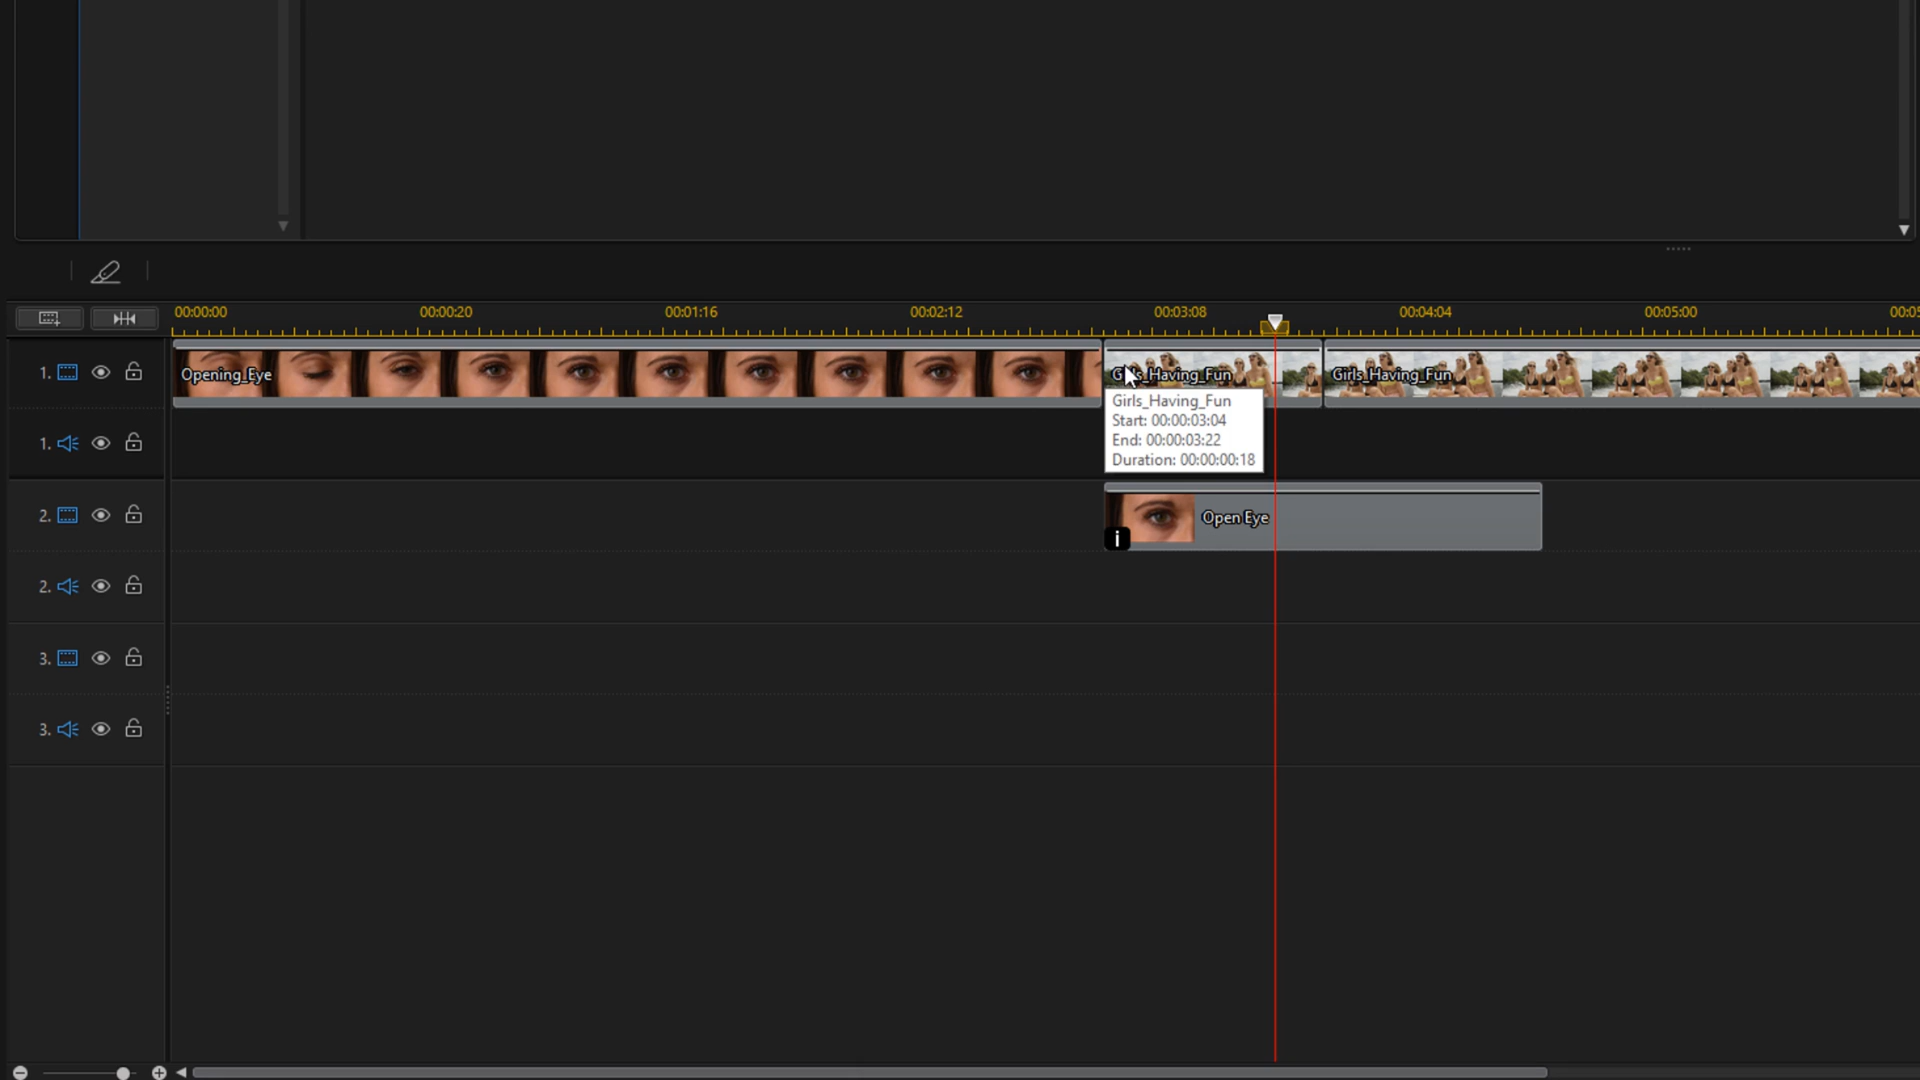 00:00:00 00:00:20 00:01:16 00:02:12 00:03:08 00:04:04 00:05:00
1. Opening_Eye Girls_Having_Fun Girls_Having_Fun
Girls_Having_Fun
Start: 00:00:03:04
End: 00:00:03:22
Duration: 00:00:00:18
1.
2. i Open Eye
2.
3.
3.